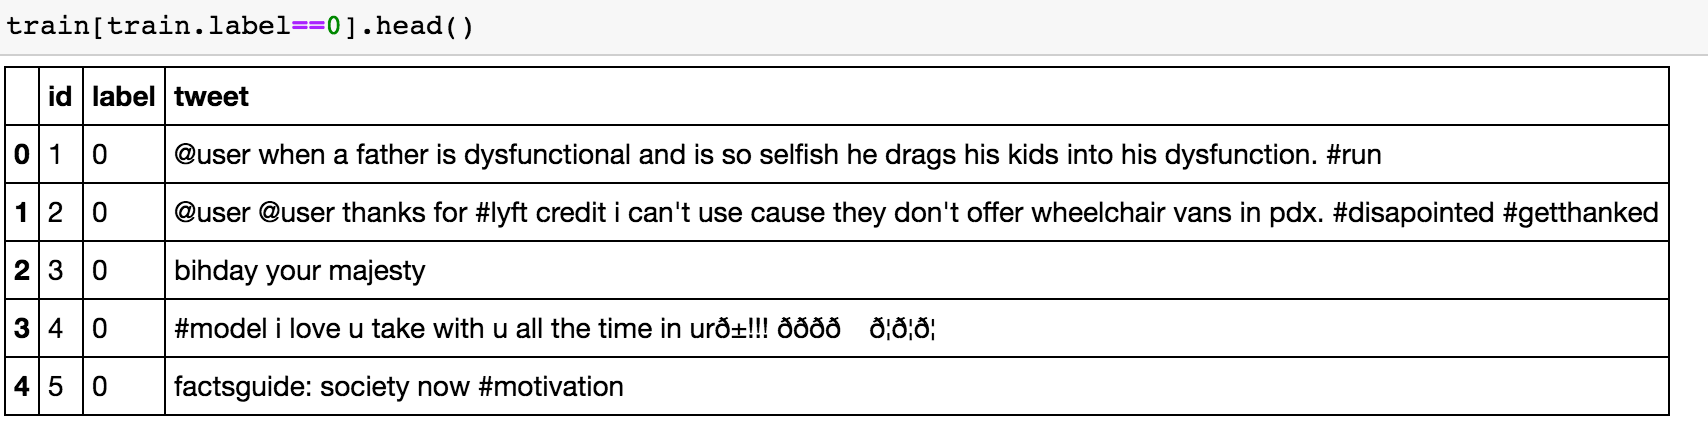 train[train.label==0].head()
id label tweet
0 1 0 @user when a father is dysfunctional and is so selfish he drags his kids into his dysfunction. #run
1 2 0 @user @user thanks for #lyft credit i can't use cause they don't offer wheelchair vans in pdx. #disapointed #getthanked
2 3 0 bihday your majesty
3 4 0 #model i love u take with u all the time in urð±!!! ðððð ð¦ð¦ð¦
4 5 0 factsguide: society now #motivation